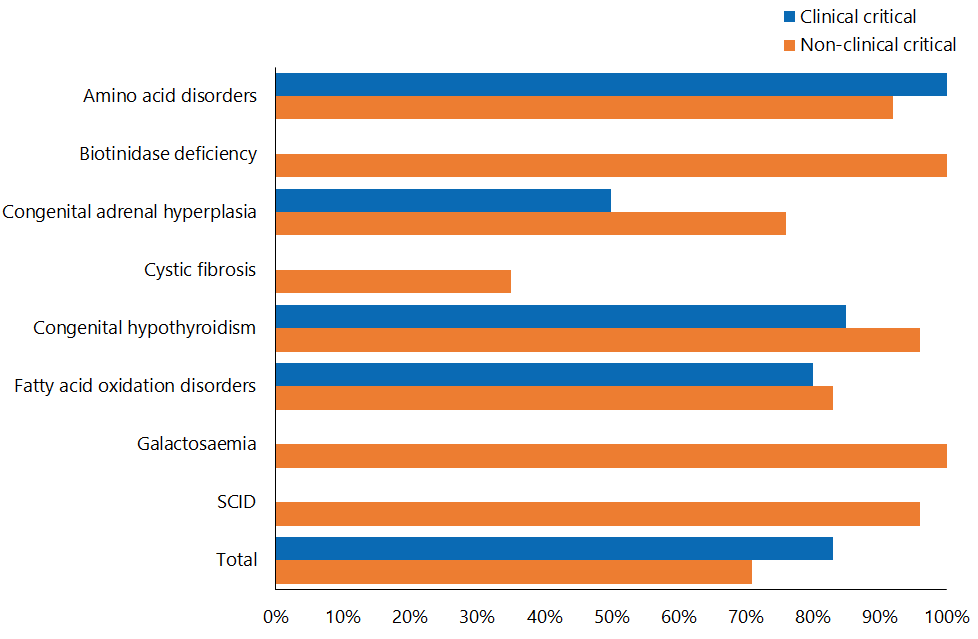 Clinical critical
Non-clinical critical
Amino acid disorders
Biotinidase deficiency
Congenital adrenal hyperplasia
Cystic fibrosis
Congenital hypothyroidism
Fatty acid oxidation disorders
Galactosaemia
SCID
Total
0% 10% 20% 30% 40% 50% 60% 70% 80% 90% 100%